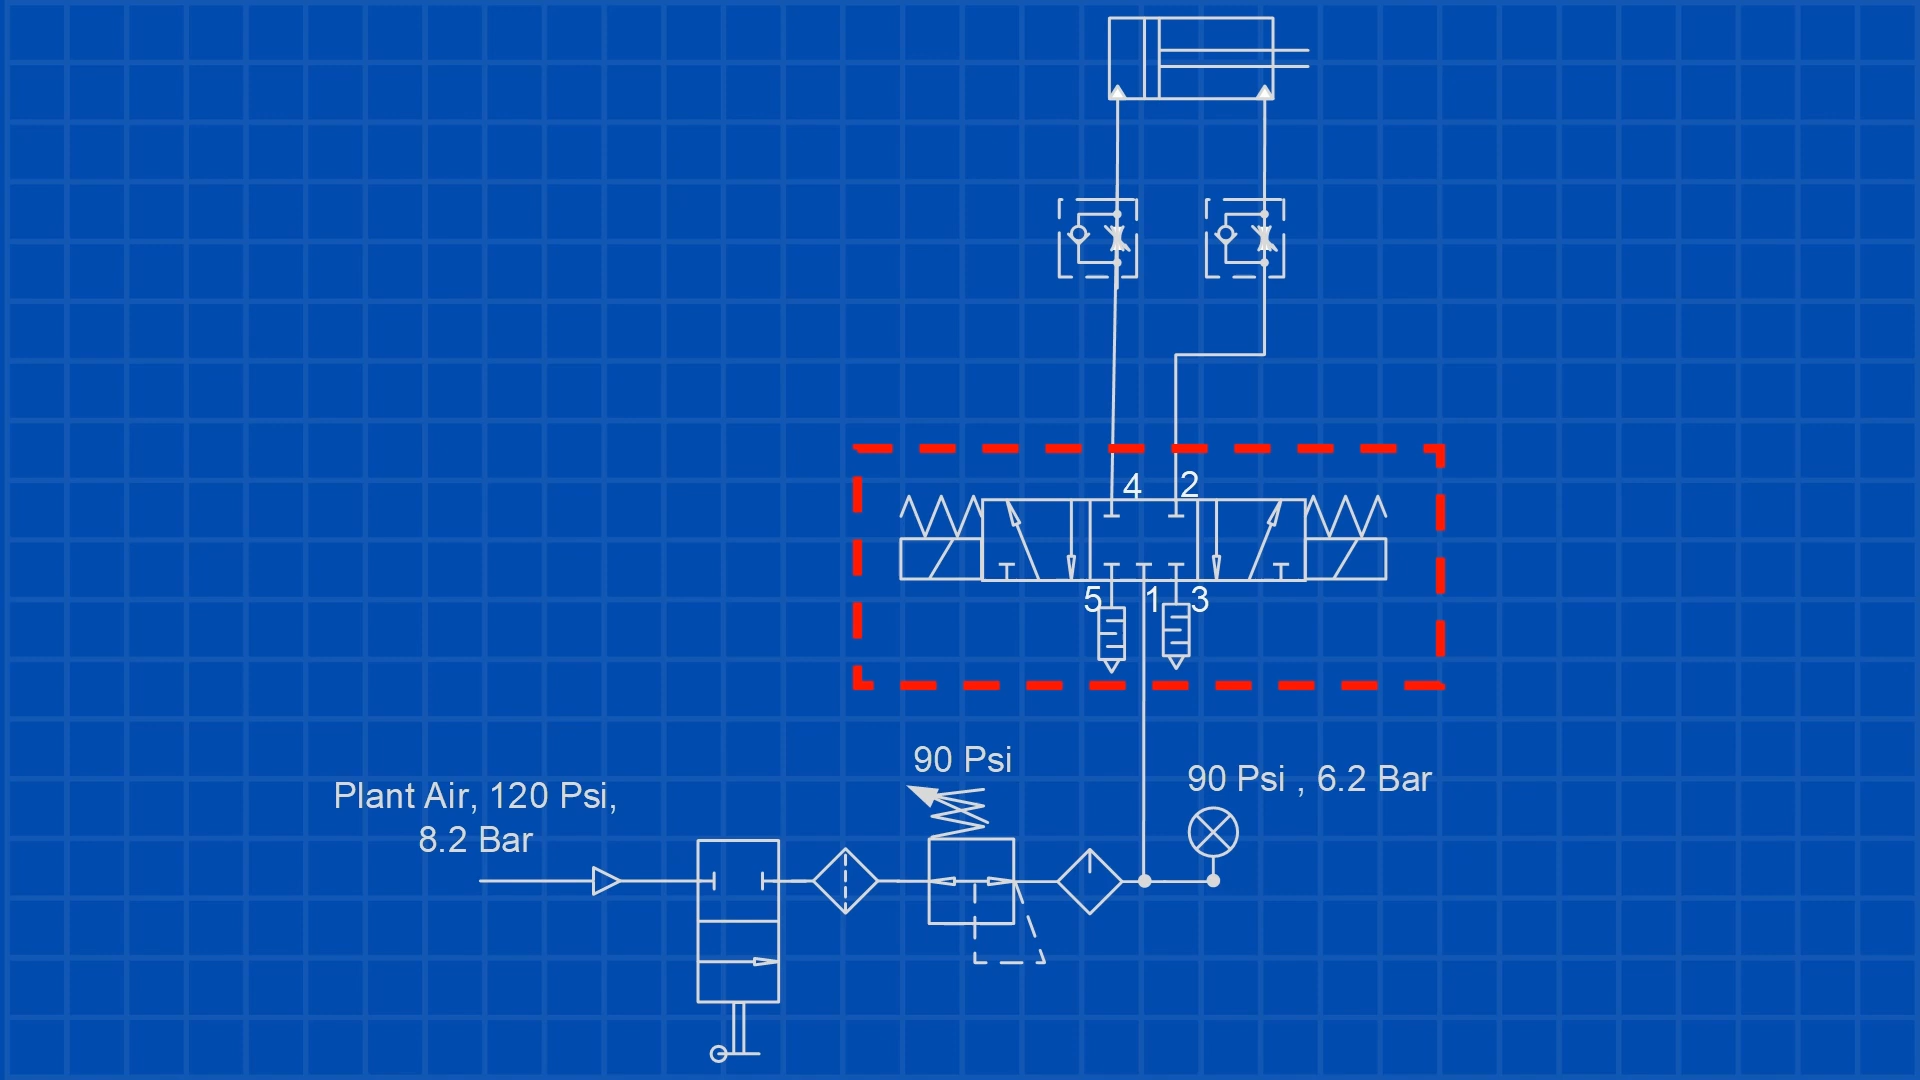 4 2
5 1 3
90 Psi
90 Psi , 6.2 Bar
Plant Air, 120 Psi,
8.2 Bar